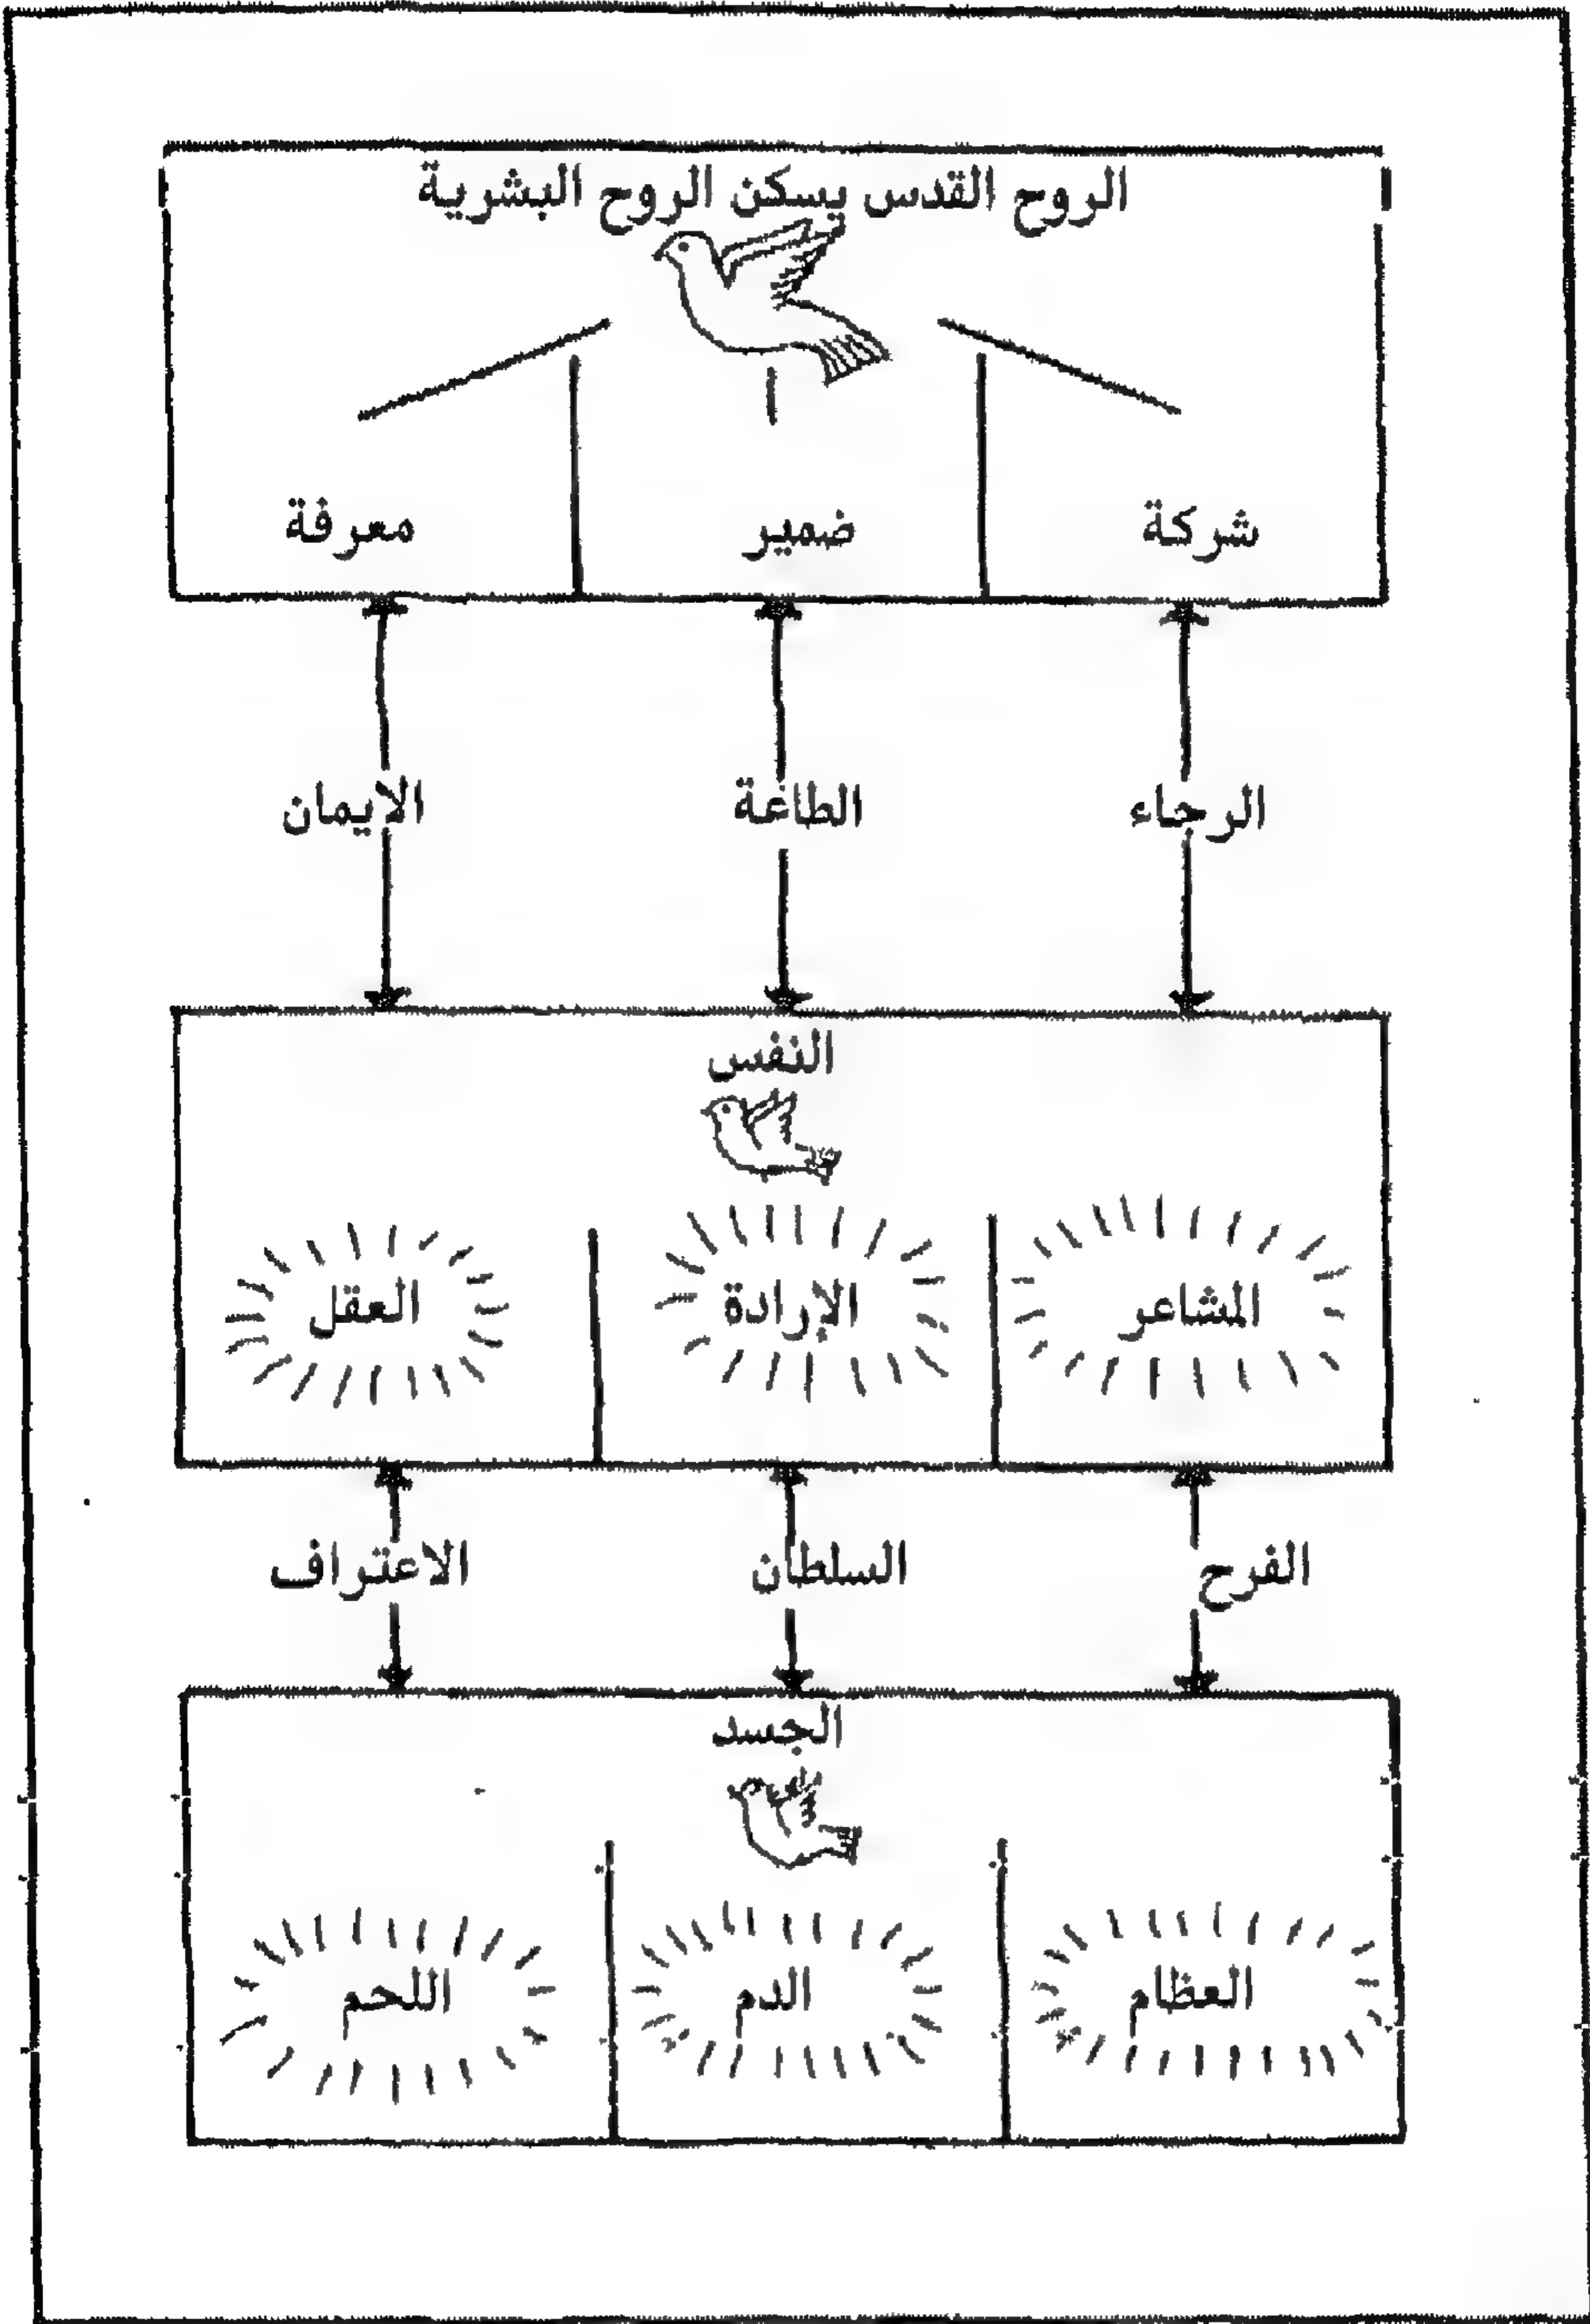 الروح القدس يسكن الروح البشرية
شركة ضمير معرفة
الرجاء الطاعة الايمان
النفس
المشاعر الإرادة العقل
الفرح السلطان الاعتراف
الجسد
العظام الدم اللحم